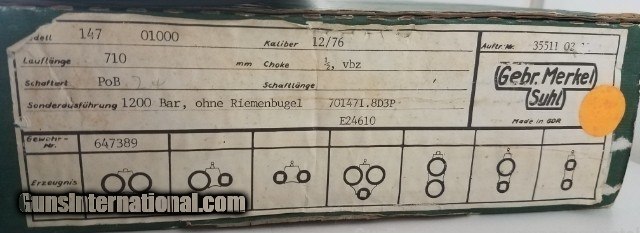 dell 147 01000 Kaliber 12/76 Auftr. Nr. 35511 02
Lauflänge 710 mm Choke ½, vbz
Schaftart PoB Schaftlänge
Gebr. Merkel
Suhl
Sonderausführung 1200 Bar, ohne Riemenbugel 701471.8D3P
E24610
Made in GDR
Gewehr-Nr. 647389
Erzeugnis
GunsInternational.com